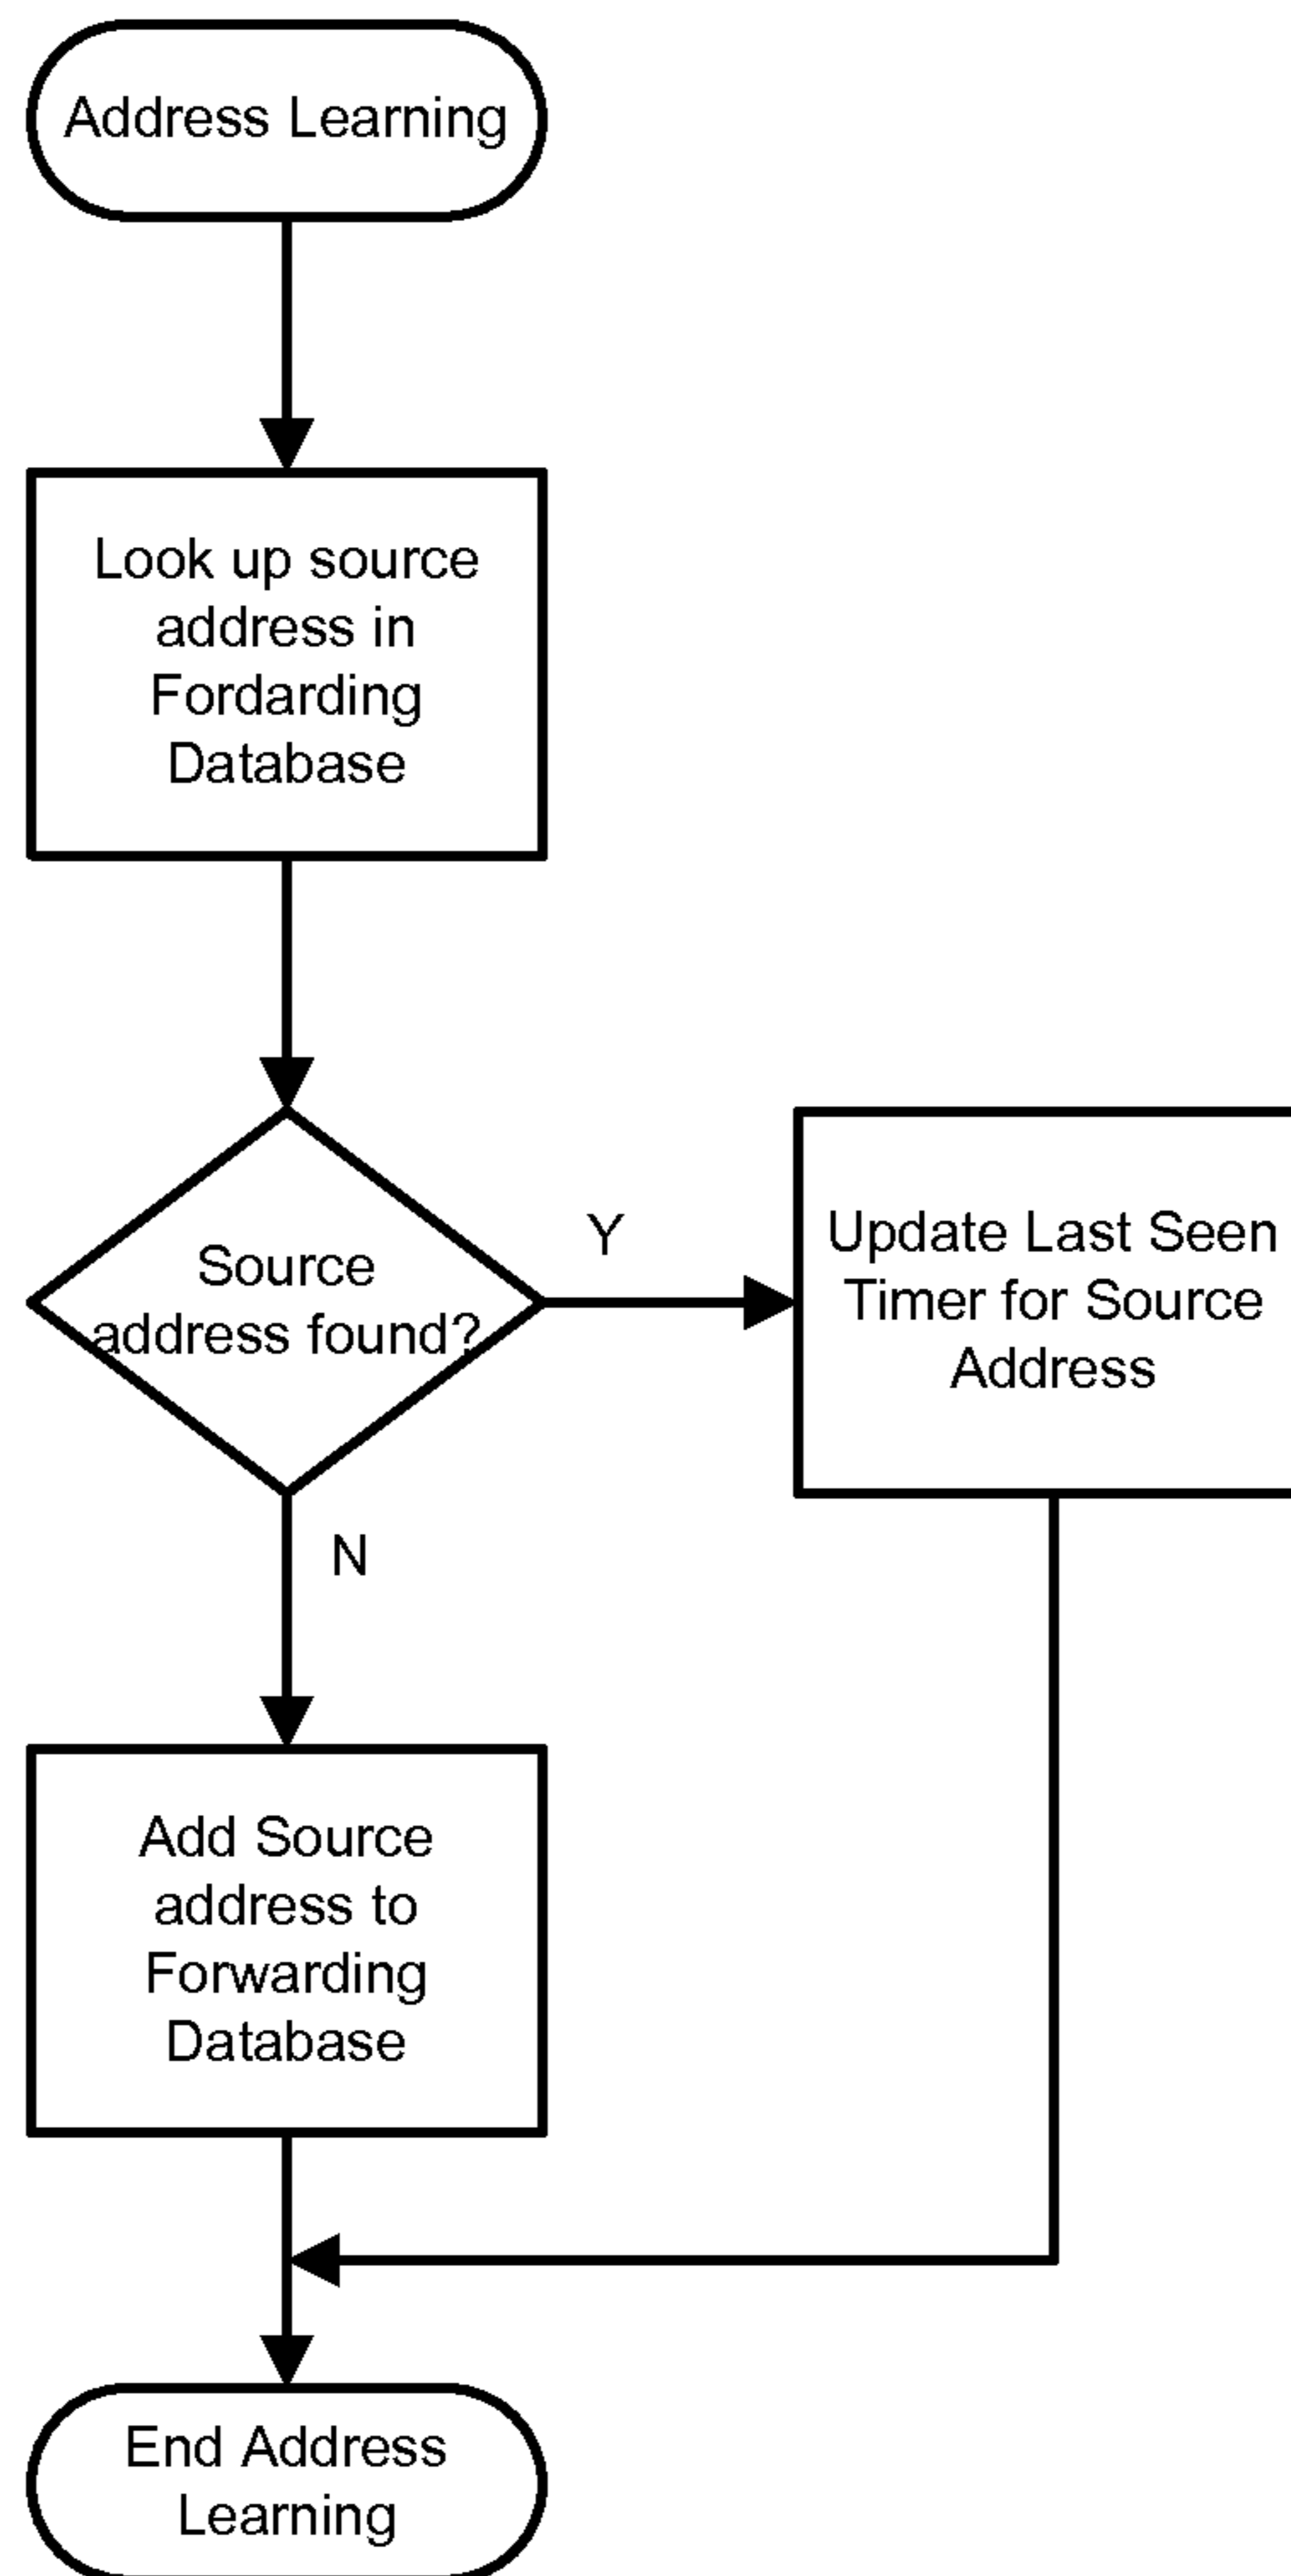 Address Learning
Look up source
address in
Fordarding
Database
Source
address found?
Y
Update Last Seen
Timer for Source
Address
N
Add Source
address to
Forwarding
Database
End Address
Learning